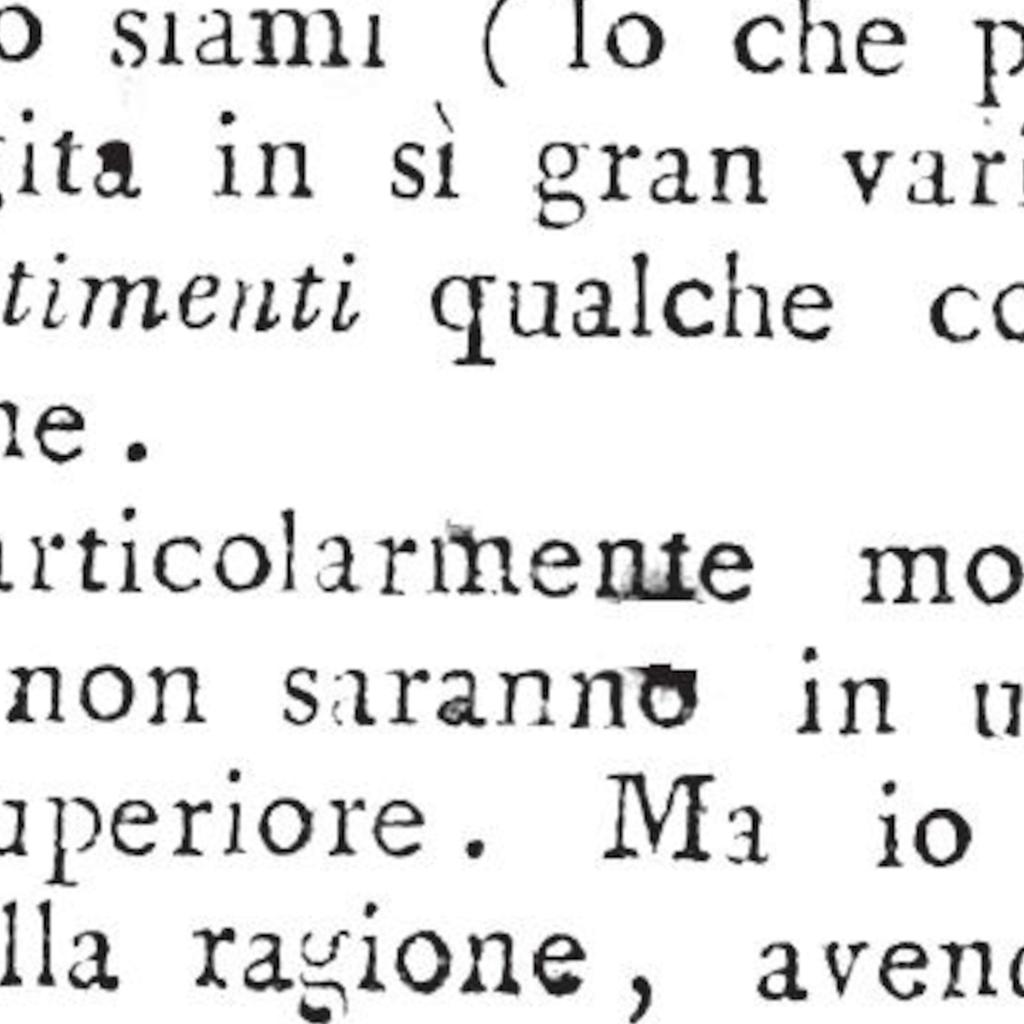 o siami ( lo che p
gita in sì gran vari
timenti qualche co
ne .
articolarmente mo
non saranno in u
uperiore . Ma io
lla ragione , aveno